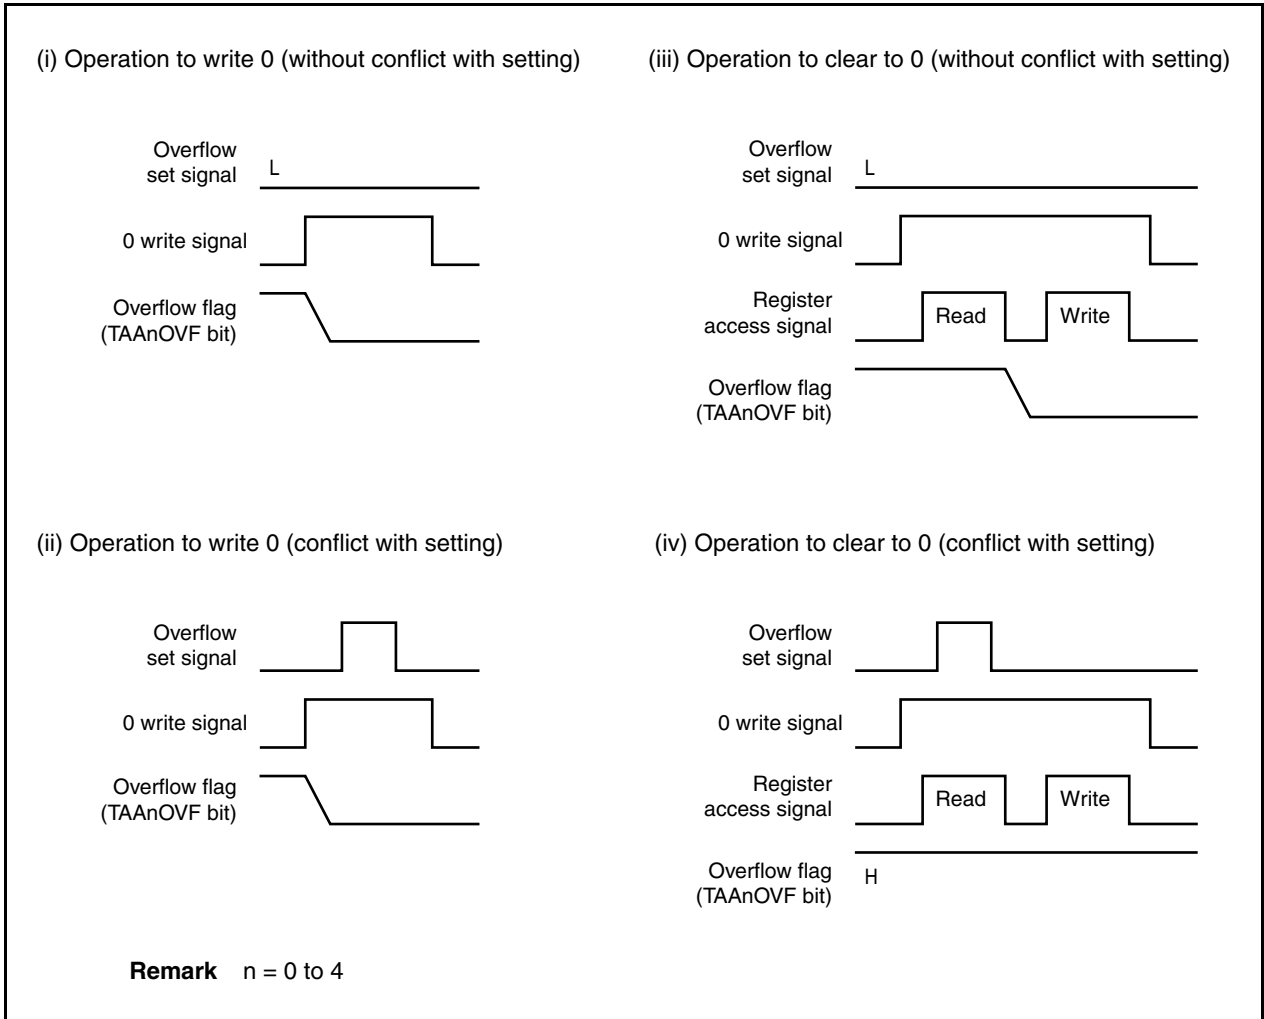 (i) Operation to write 0 (without conflict with setting)
Overflow
set signal
L
0 write signal
Overflow flag
(TAAnOVF bit)
(iii) Operation to clear to 0 (without conflict with setting)
Overflow
set signal
L
0 write signal
Register
access signal
Read
Write
Overflow flag
(TAAnOVF bit)
(ii) Operation to write 0 (conflict with setting)
Overflow
set signal
0 write signal
Overflow flag
(TAAnOVF bit)
(iv) Operation to clear to 0 (conflict with setting)
Overflow
set signal
0 write signal
Register
access signal
Read
Write
Overflow flag
(TAAnOVF bit)
H
Remark n = 0 to 4